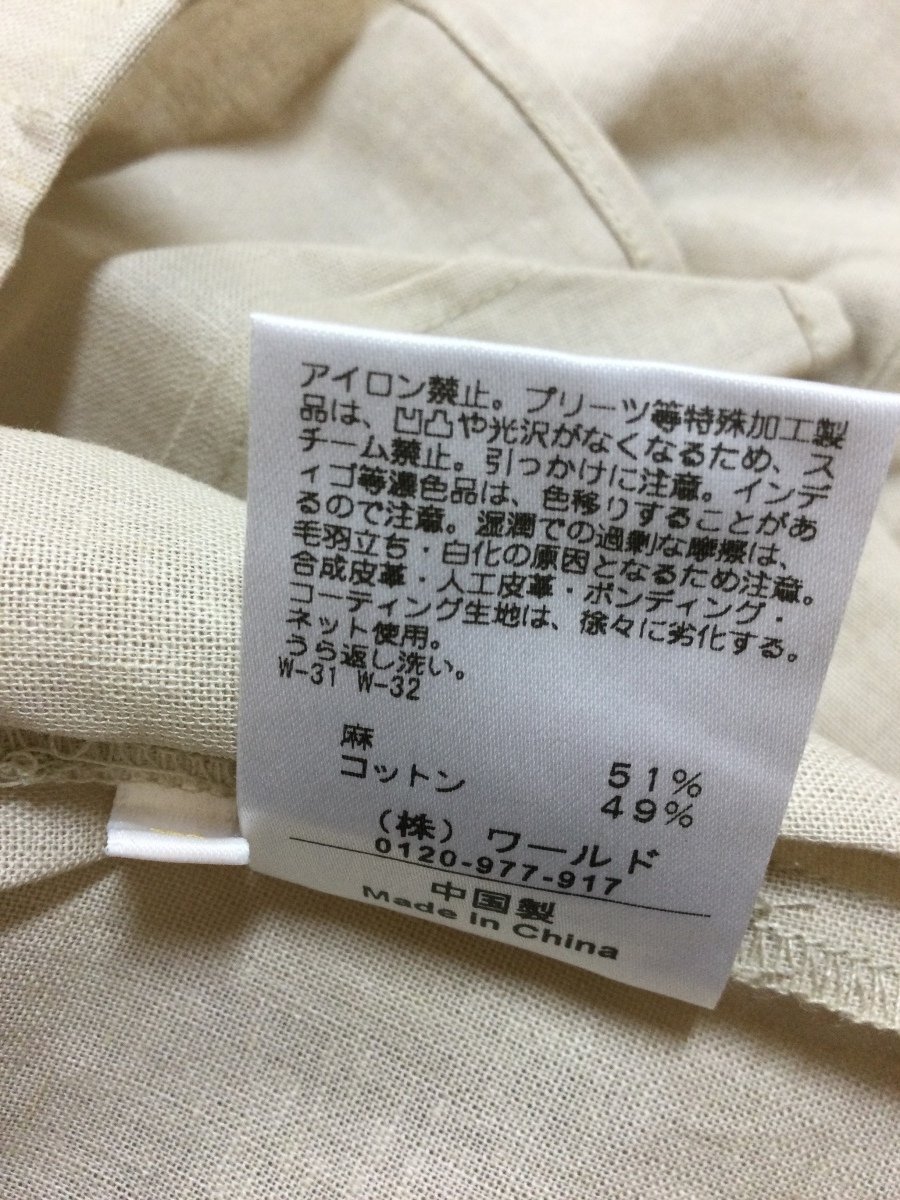 アイロン禁止。プリーツ等特殊加工製
品は、凹凸や光沢がなくなるため、ス
チーム禁止。引っかけに注意。インデ
ィゴ等濃色品は、色移りすることがあ
るので注意。湿潤での過剰な摩擦は、
毛羽立ち・白化の原因となるため注意。
合成皮革・人工皮革・ボンディング・
コーティング生地は、徐々に劣化する。
ネット使用。
うら返し洗い。
W-31 W-32
麻 51%
コットン 49%
(株) ワールド
0120-977-917
中国製
Made in China